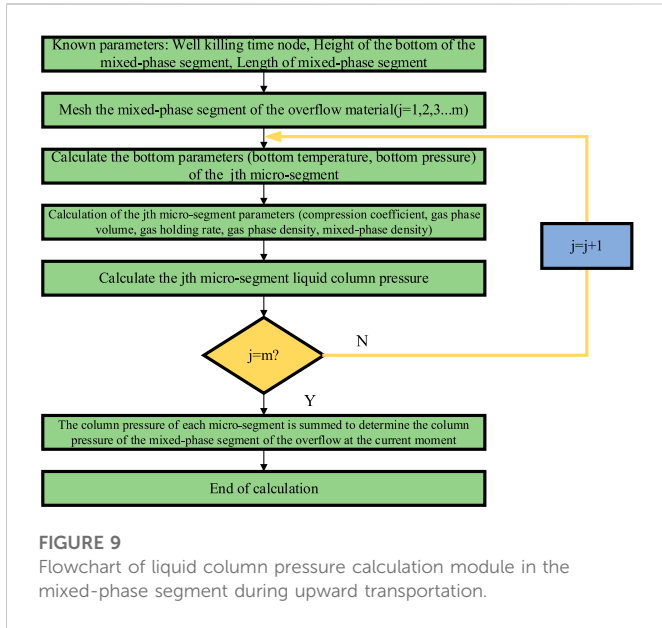 Known parameters: Well killing time node, Height of the bottom of the
mixed-phase segment, Length of mixed-phase segment
Mesh the mixed-phase segment of the overflow material(j=1,2,3...m)
Calculate the bottom parameters (bottom temperature, bottom pressure)
of the jth micro-segment
Calculation of the jth micro-segment parameters (compression coefficient, gas phase
volume, gas holding rate, gas phase density, mixed-phase density)
j=j+1
Calculate the jth micro-segment liquid column pressure
j=m?
N
Y
The column pressure of each micro-segment is summed to determine the column
pressure of the mixed-phase segment of the overflow at the current moment
End of calculation
FIGURE 9
Flowchart of liquid column pressure calculation module in the
mixed-phase segment during upward transportation.